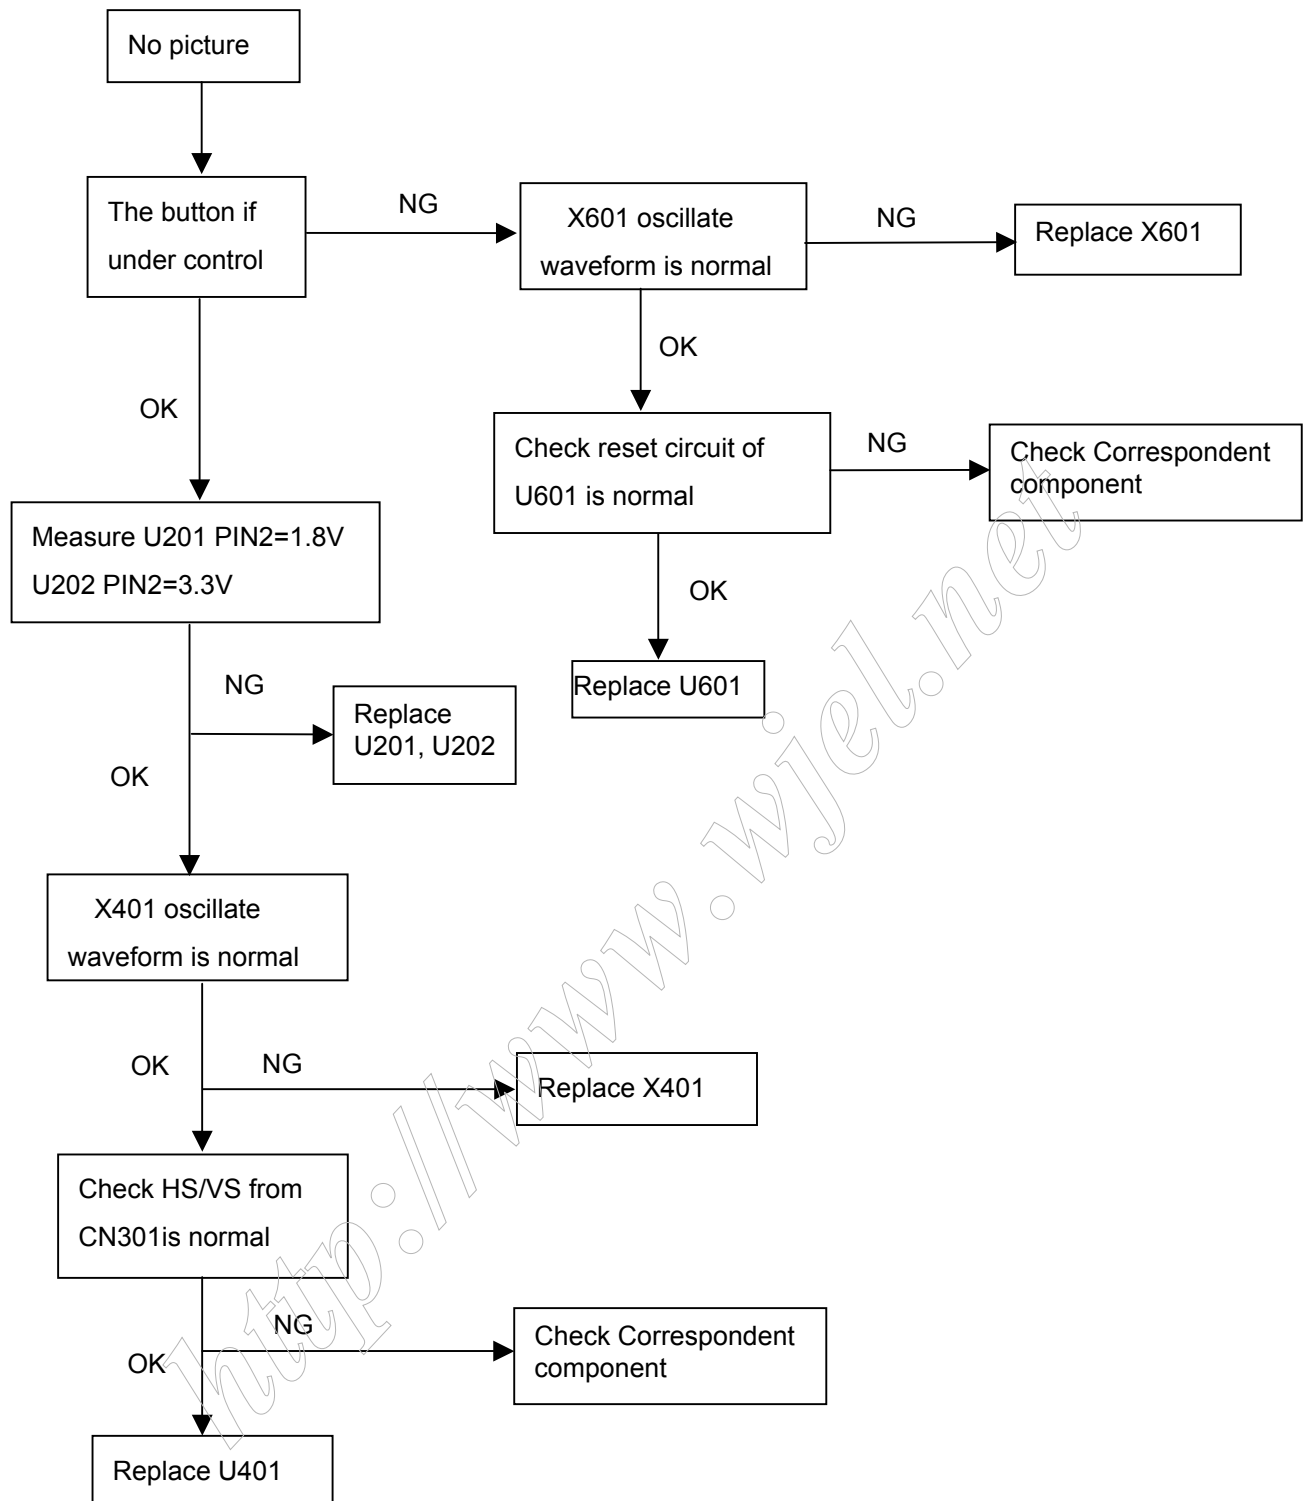 No picture
The button if
under control
NG
X601 oscillate
waveform is normal
NG
Replace X601
OK
OK
Check reset circuit of
U601 is normal
NG
Check Correspondent
component
Measure U201 PIN2=1.8V
U202 PIN2=3.3V
OK
Replace U601
NG
Replace
U201, U202
OK
X401 oscillate
waveform is normal
OK
NG
Replace X401
Check HS/VS from
CN301is normal
NG
OK
Check Correspondent
component
Replace U401
http://www.wjel.net